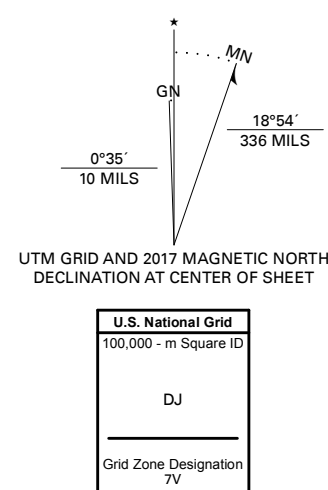 ★
MN
GN
18°54´
336 MILS
0°35´
10 MILS
UTM GRID AND 2017 MAGNETIC NORTH
DECLINATION AT CENTER OF SHEET
U.S. National Grid
100,000 - m Square ID
DJ
Grid Zone Designation
7V